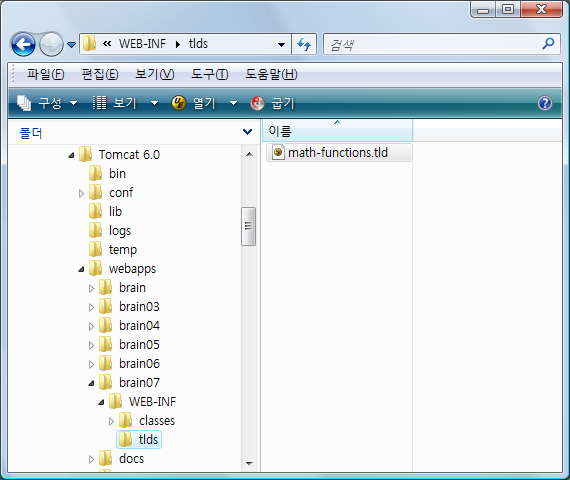 « WEB-INF ▸ tlds
검색
파일(F) 편집(E) 보기(V) 도구(T) 도움말(H)
구성 보기 열기 굽기
폴더
이름
Tomcat 6.0
bin
conf
lib
logs
temp
webapps
brain
brain03
brain04
brain05
brain06
brain07
WEB-INF
classes
tlds
docs
math-functions.tld